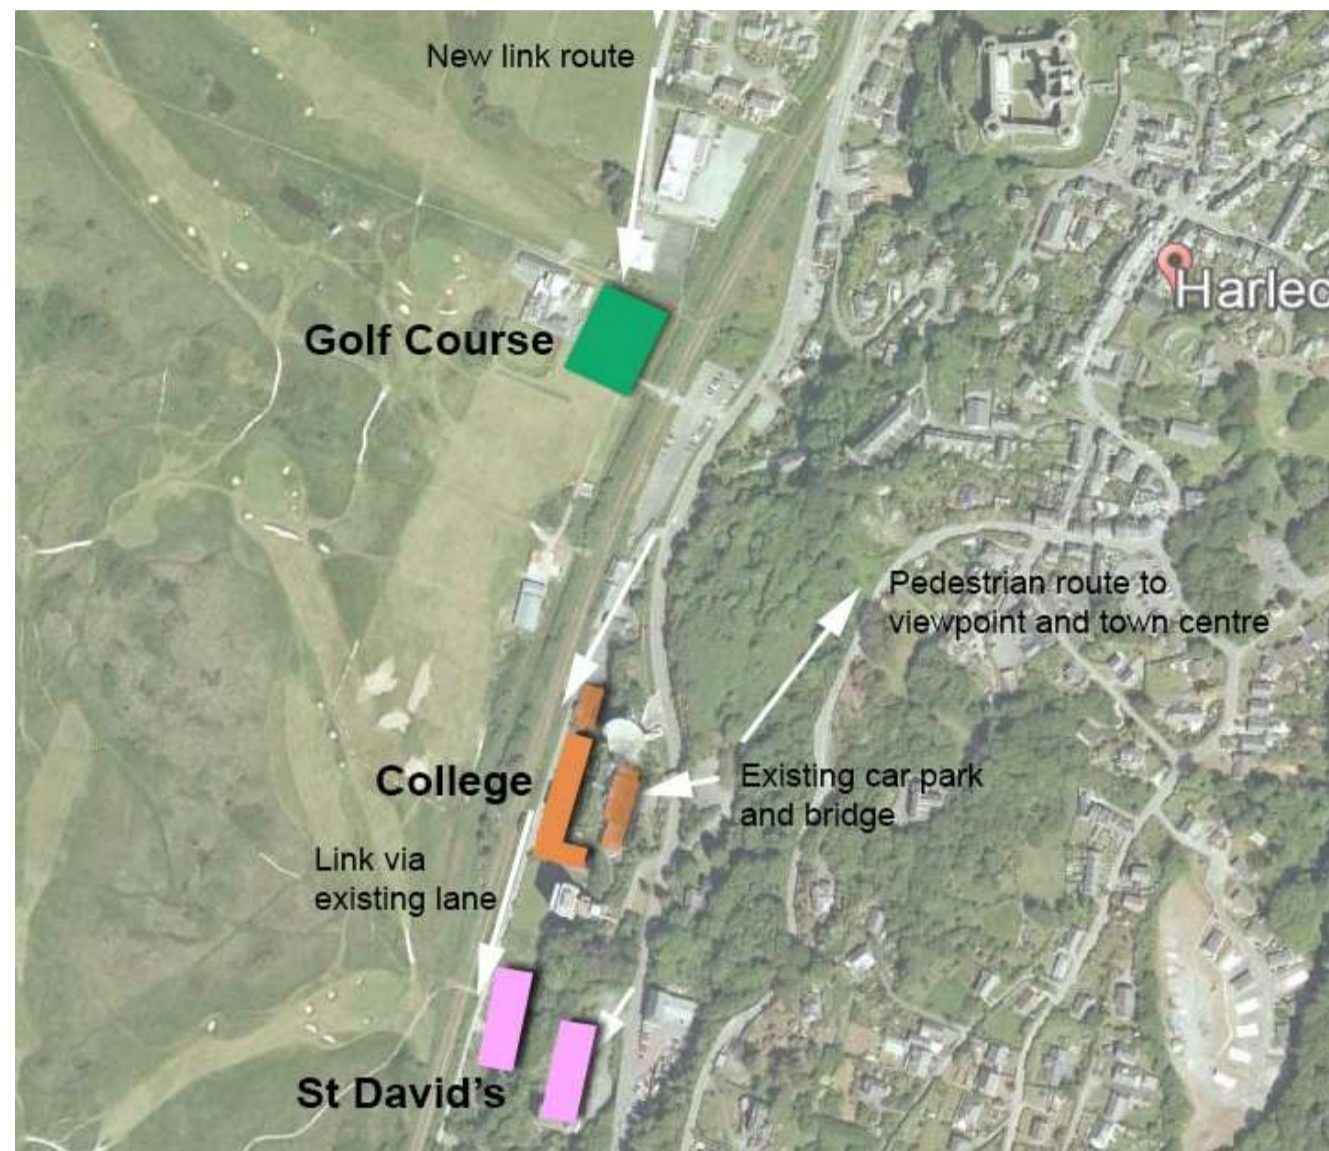 New link route
Harlec
Golf Course
Pedestrian route to
viewpoint and town centre
College
Existing car park
and bridge
Link via
existing lane
St David's